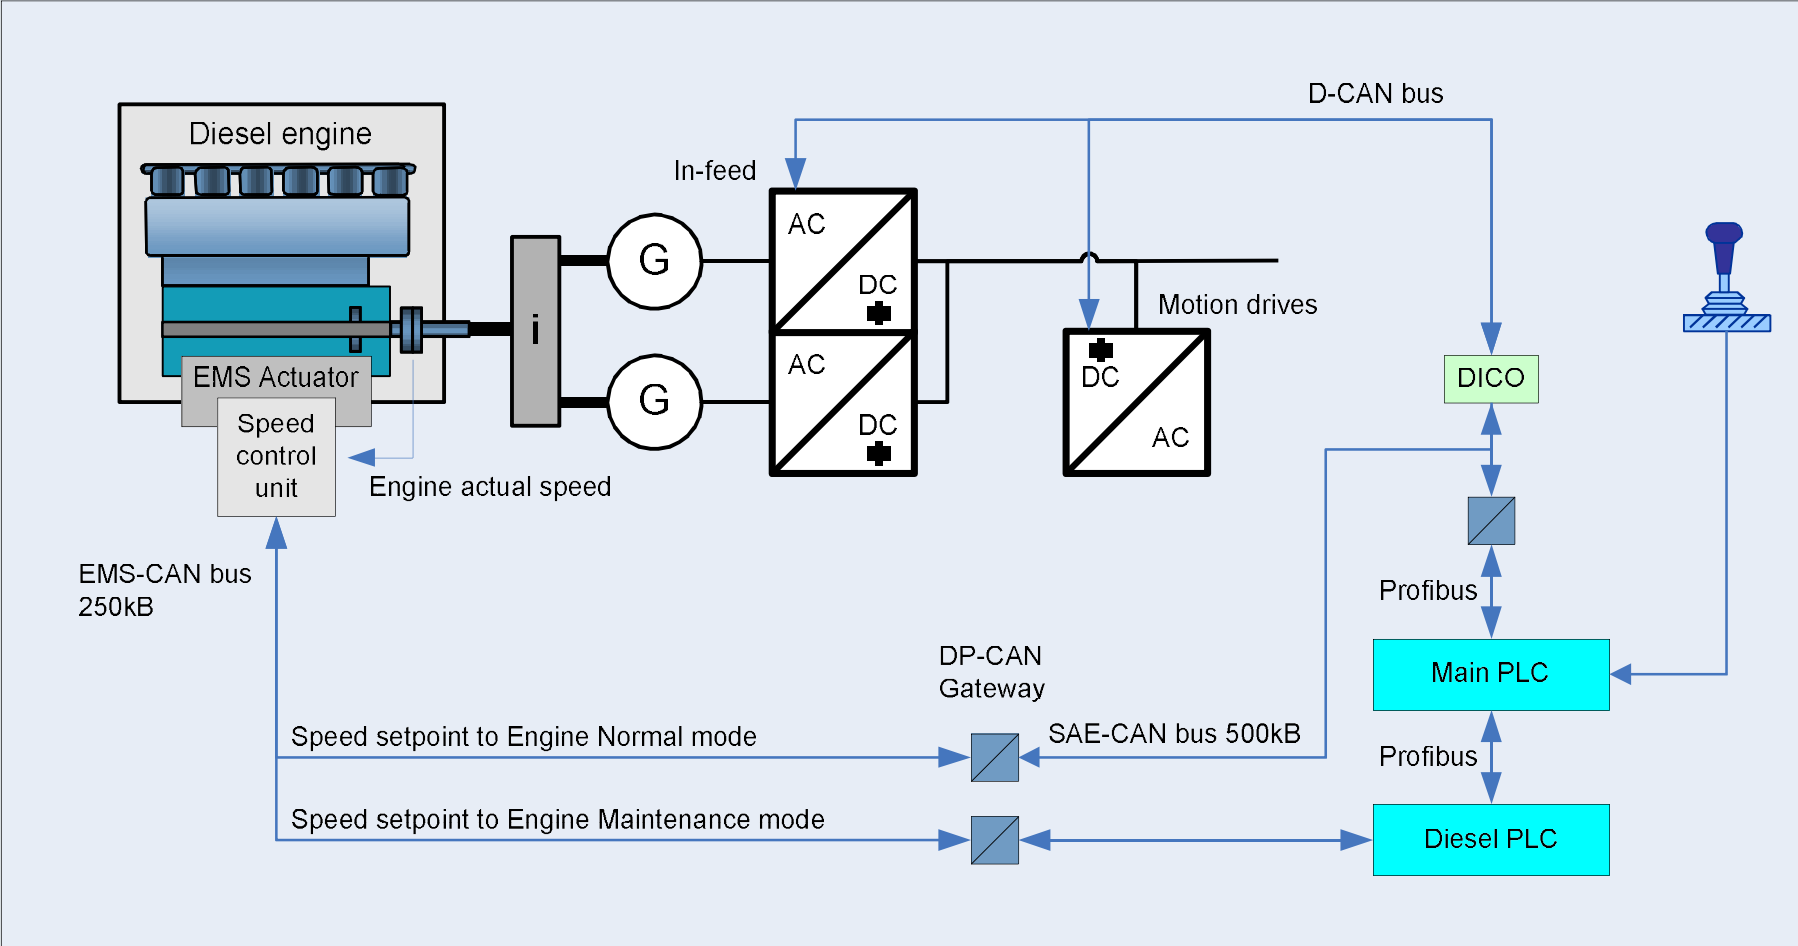 D-CAN bus
Diesel engine
In-feed
AC
DC
G
i
Motion drives
AC
DC
G
DC
AC
DICO
EMS Actuator
Speed
control
unit
Engine actual speed
EMS-CAN bus
250kB
Profibus
DP-CAN
Gateway
Main PLC
Speed setpoint to Engine Normal mode
SAE-CAN bus 500kB
Profibus
Speed setpoint to Engine Maintenance mode
Diesel PLC